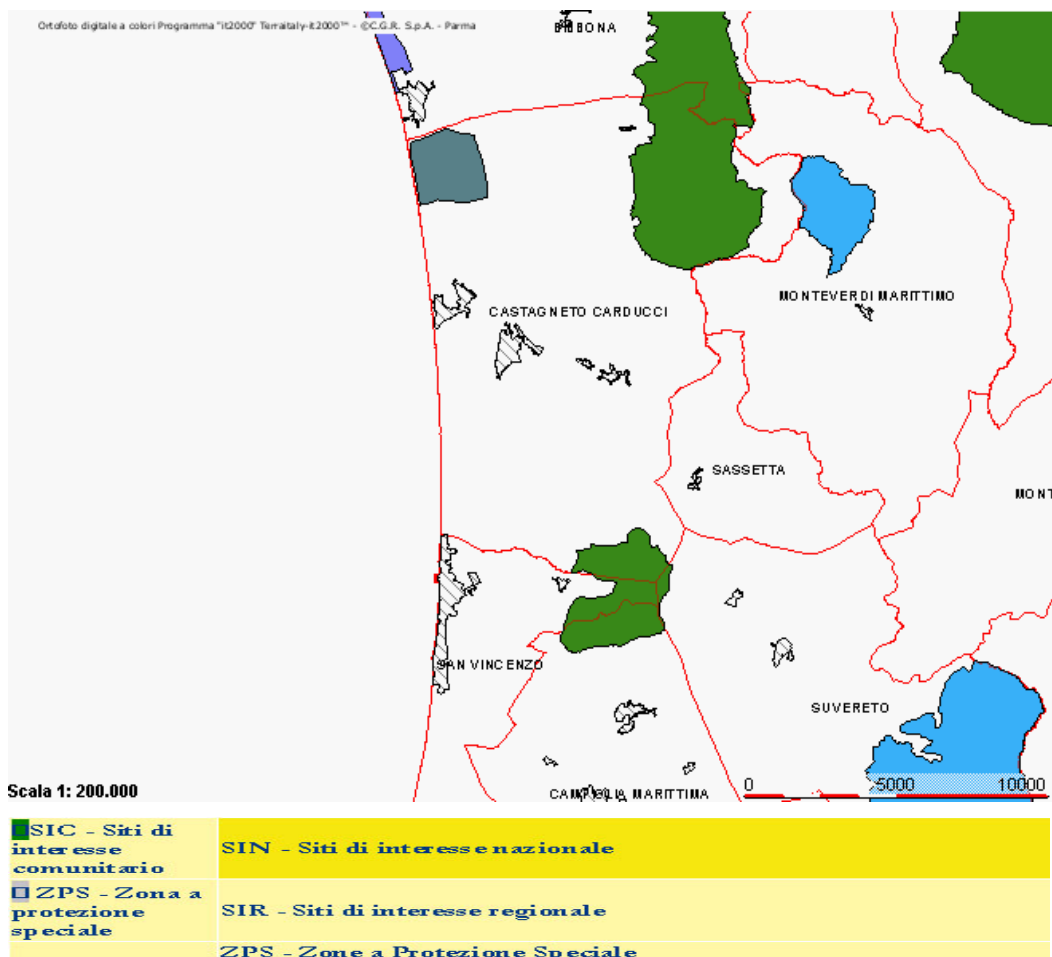 Ortofoto digitale a colori Programma "it2000" Terraitaly-it2000™ - ©C.G.R. S.p.A. - Parma
BIBBONA
MONTEVERDI MARITTIMO
CASTAGNETO CARDUCCI
SASSETTA
MONT
SAN VINCENZO
SUVERETO
Scala 1: 200.000
CAMPIGLIA MARITTIMA
0 5000 10000
SIC - Siti di
interesse
comunitario
SIN - Siti di interesse nazionale
ZPS - Zona a
protezione
speciale
SIR - Siti di interesse regionale
ZPS - Zone a Protezione Speciale